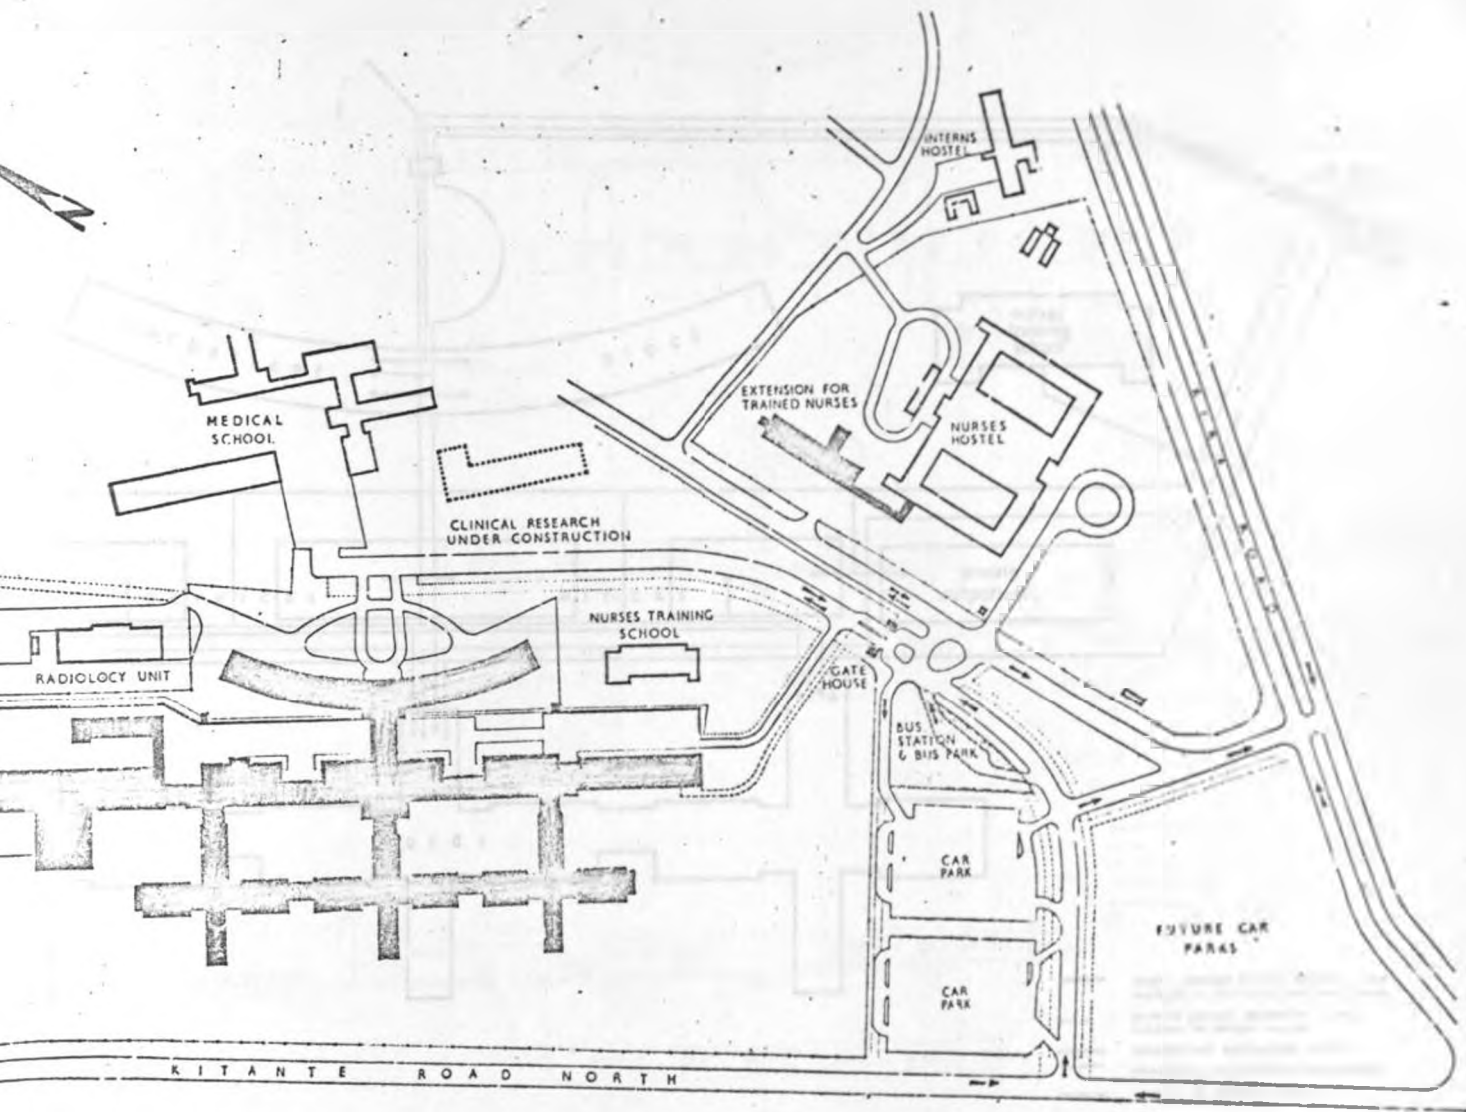 INTERNS
HOSTEL
MEDICAL
SCHOOL
EXTENSION FOR
TRAINED NURSES
NURSES
HOSTEL
CLINICAL RESEARCH
UNDER CONSTRUCTION
NURSES TRAINING
SCHOOL
RADIOLOGY UNIT
GATE
HOUSE
BUS
STATION
& BUS PARK
CAR
PARK
FUTURE CAR
PARKS
CAR
PARK
KITANTE ROAD NORTH
ROAD